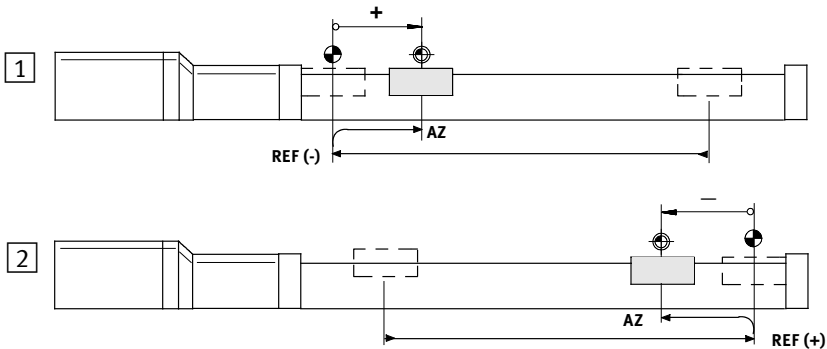 +
1
AZ
REF (-)
–
2
AZ
REF (+)